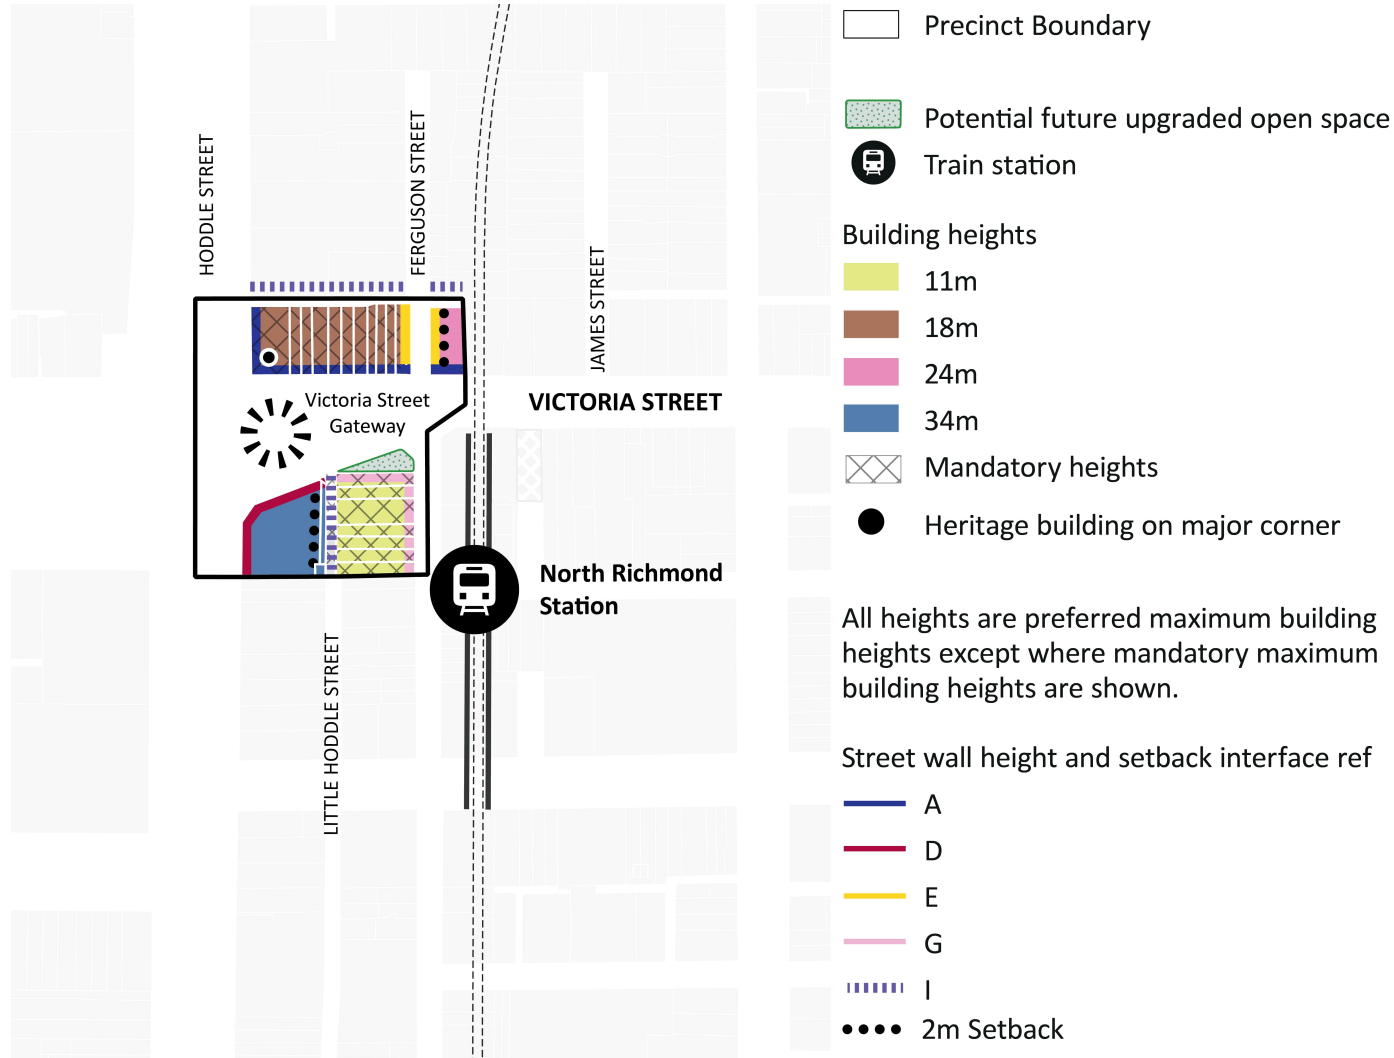 HODDLE STREET
FERGUSON STREET
JAMES STREET
Victoria Street
Gateway
VICTORIA STREET
North Richmond
Station
LITTLE HODDLE STREET
Precinct Boundary
Potential future upgraded open space
Train station
Building heights
11m
18m
24m
34m
Mandatory heights
Heritage building on major corner
All heights are preferred maximum building
heights except where mandatory maximum
building heights are shown.
Street wall height and setback interface ref
A
D
E
G
I
2m Setback